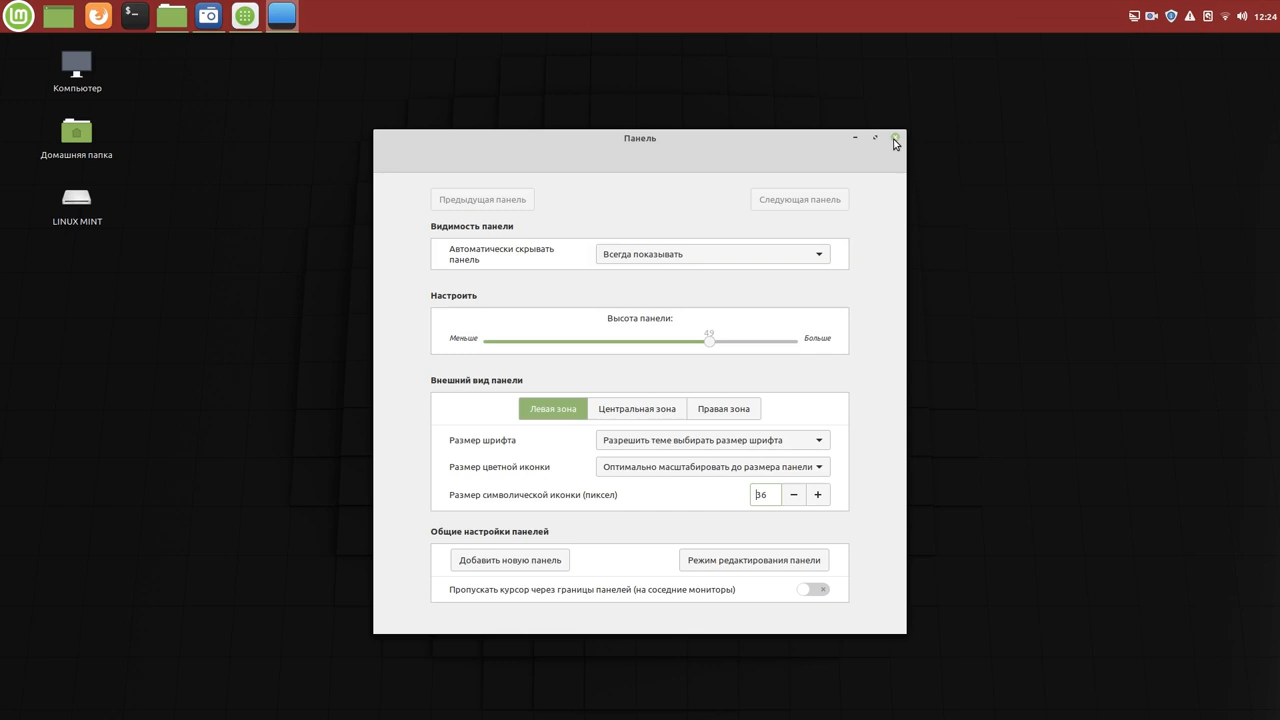 12:24
Компьютер
Домашняя папка
LINUX MINT
Панель
Предыдущая панель
Следующая панель
Видимость панели
Автоматически скрывать
панель
Всегда показывать
Настроить
Высота панели:
49
Меньше
Больше
Внешний вид панели
Левая зона
Центральная зона
Правая зона
Размер шрифта
Разрешить теме выбирать размер шрифта
Размер цветной иконки
Оптимально масштабировать до размера панели
Размер символической иконки (пиксел)
36
Общие настройки панелей
Добавить новую панель
Режим редактирования панели
Пропускать курсор через границы панелей (на соседние мониторы)